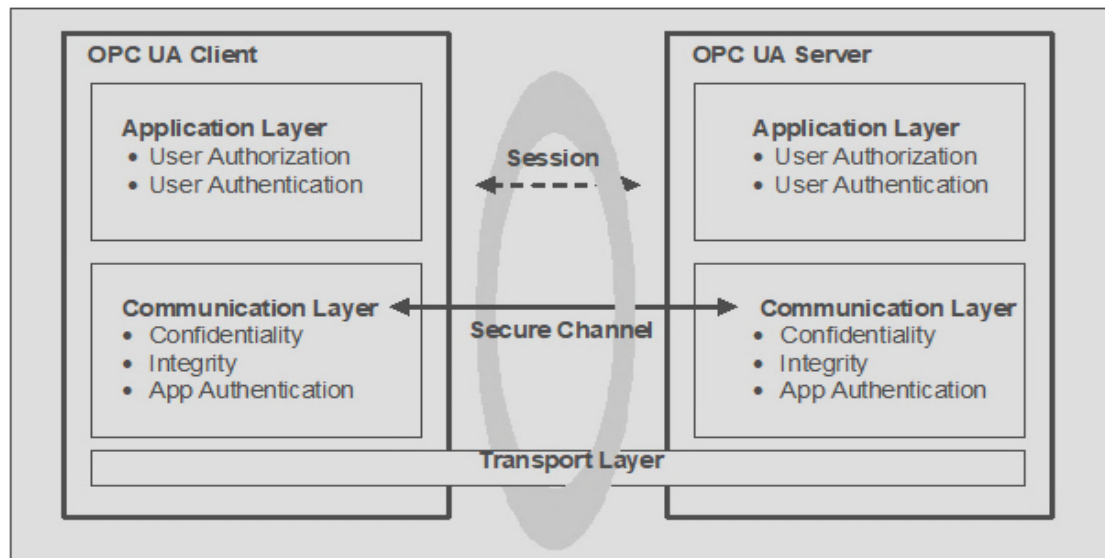 OPC UA Client
Application Layer
• User Authorization
• User Authentication
Communication Layer
• Confidentiality
• Integrity
• App Authentication
Session
Secure Channel
Transport Layer
OPC UA Server
Application Layer
• User Authorization
• User Authentication
Communication Layer
• Confidentiality
• Integrity
• App Authentication